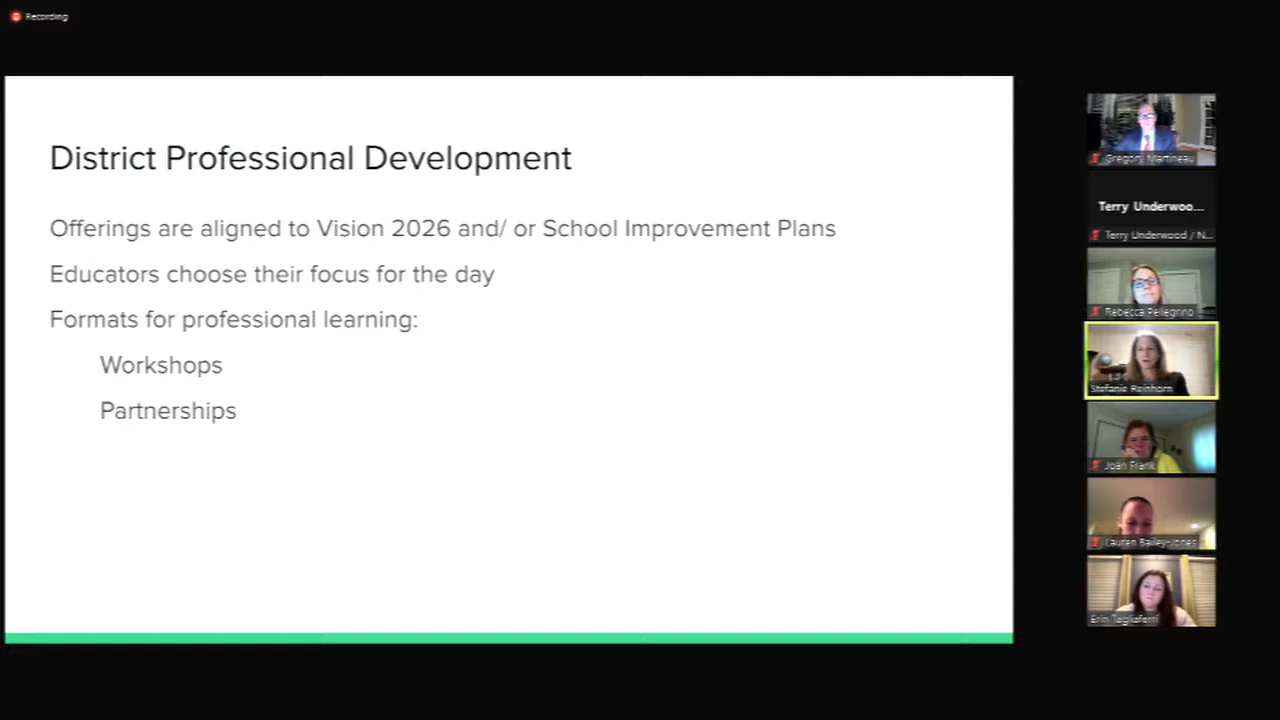 Recording
District Professional Development
Offerings are aligned to Vision 2026 and/ or School Improvement Plans
Educators choose their focus for the day
Formats for professional learning:
Workshops
Partnerships
Gregory Martineau
Terry Underwoo...
Terry Underwood / N...
Rebecca Pellegrino
Stefanie Reinhorn
Joan Frank
Lauren Bailey-Jones
Erin Tagliaferri